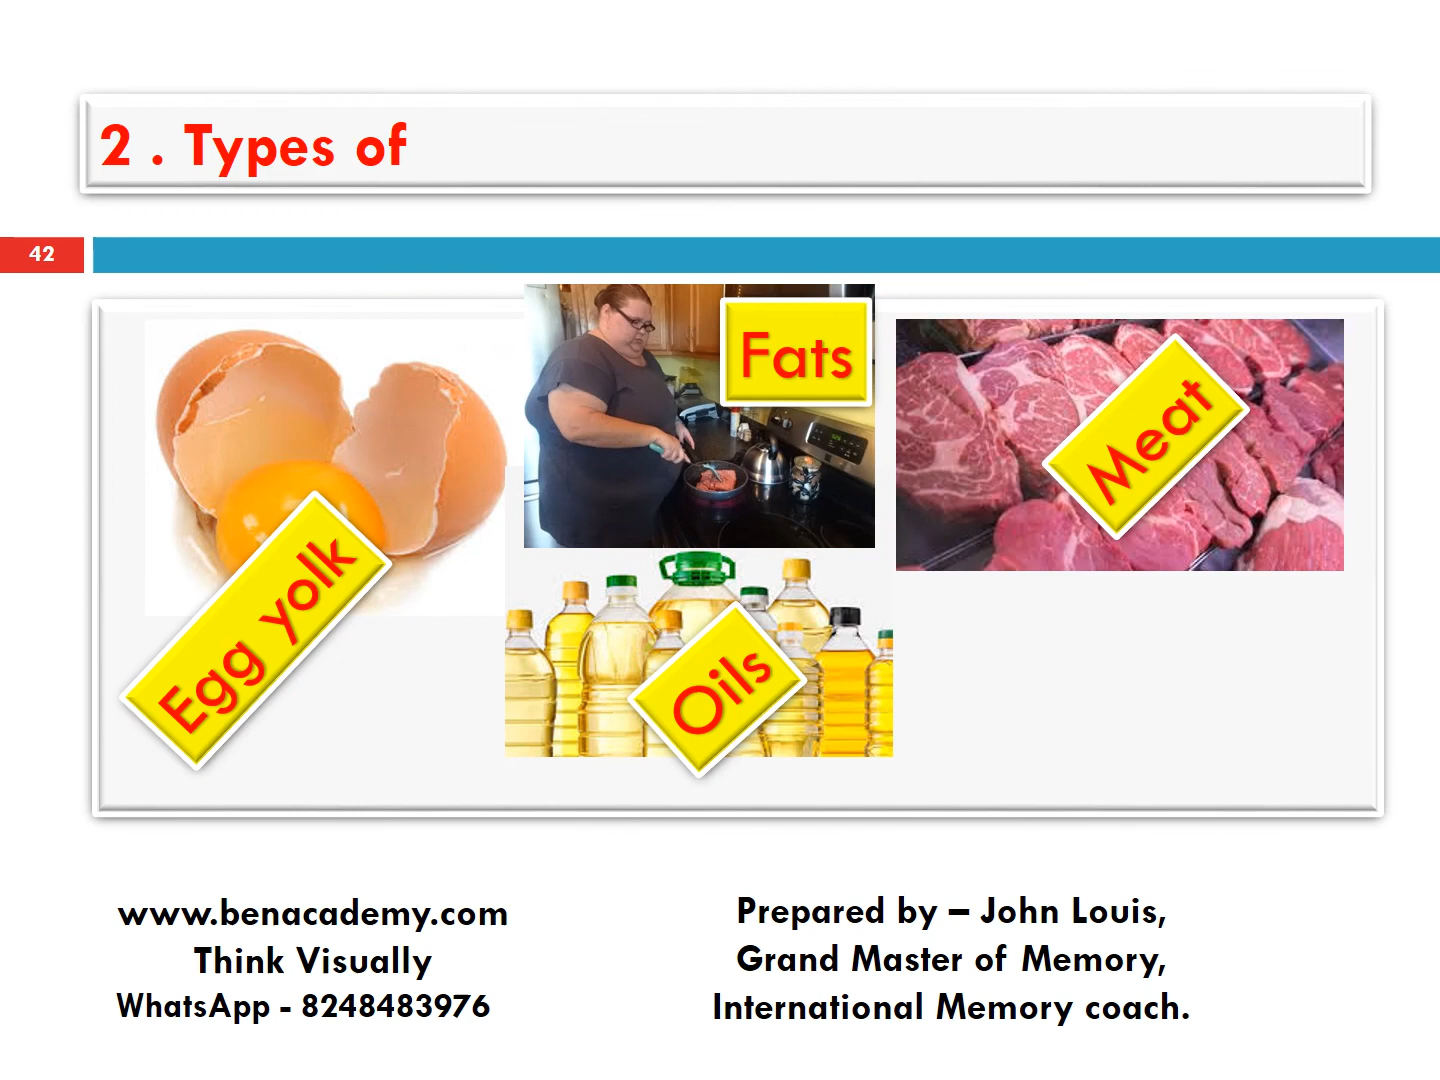 2 . Types of
42
Fats
Meat
Egg yolk
Oils
www.benacademy.com
Think Visually
WhatsApp - 8248483976
Prepared by – John Louis,
Grand Master of Memory,
International Memory coach.